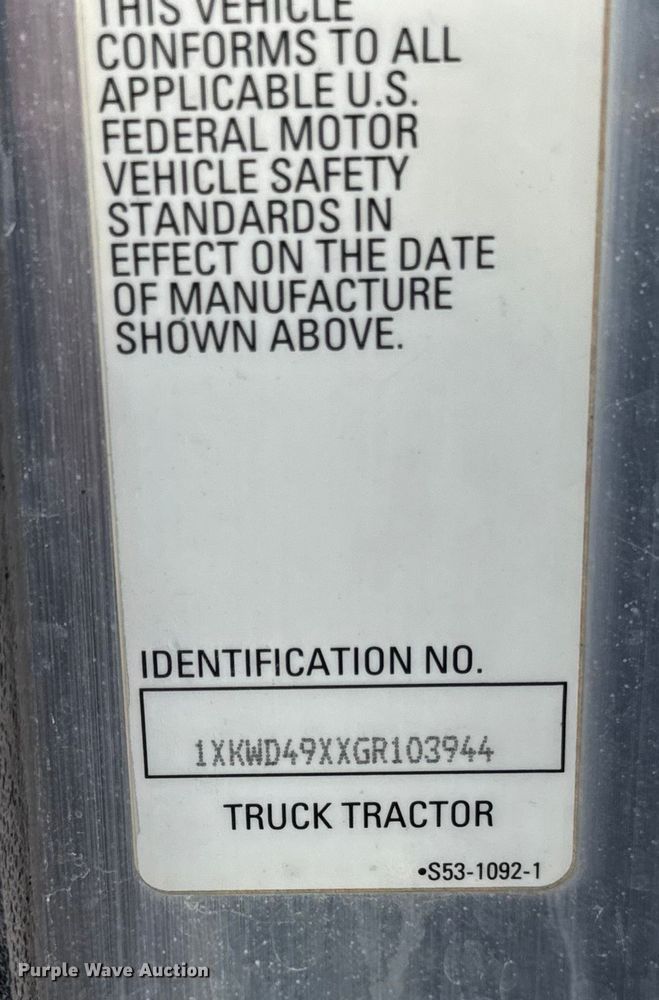 THIS VEHICLE
CONFORMS TO ALL
APPLICABLE U.S.
FEDERAL MOTOR
VEHICLE SAFETY
STANDARDS IN
EFFECT ON THE DATE
OF MANUFACTURE
SHOWN ABOVE.
IDENTIFICATION NO.
1XKWD49XXGR103944
TRUCK TRACTOR
•S53-1092-1
Purple Wave Auction